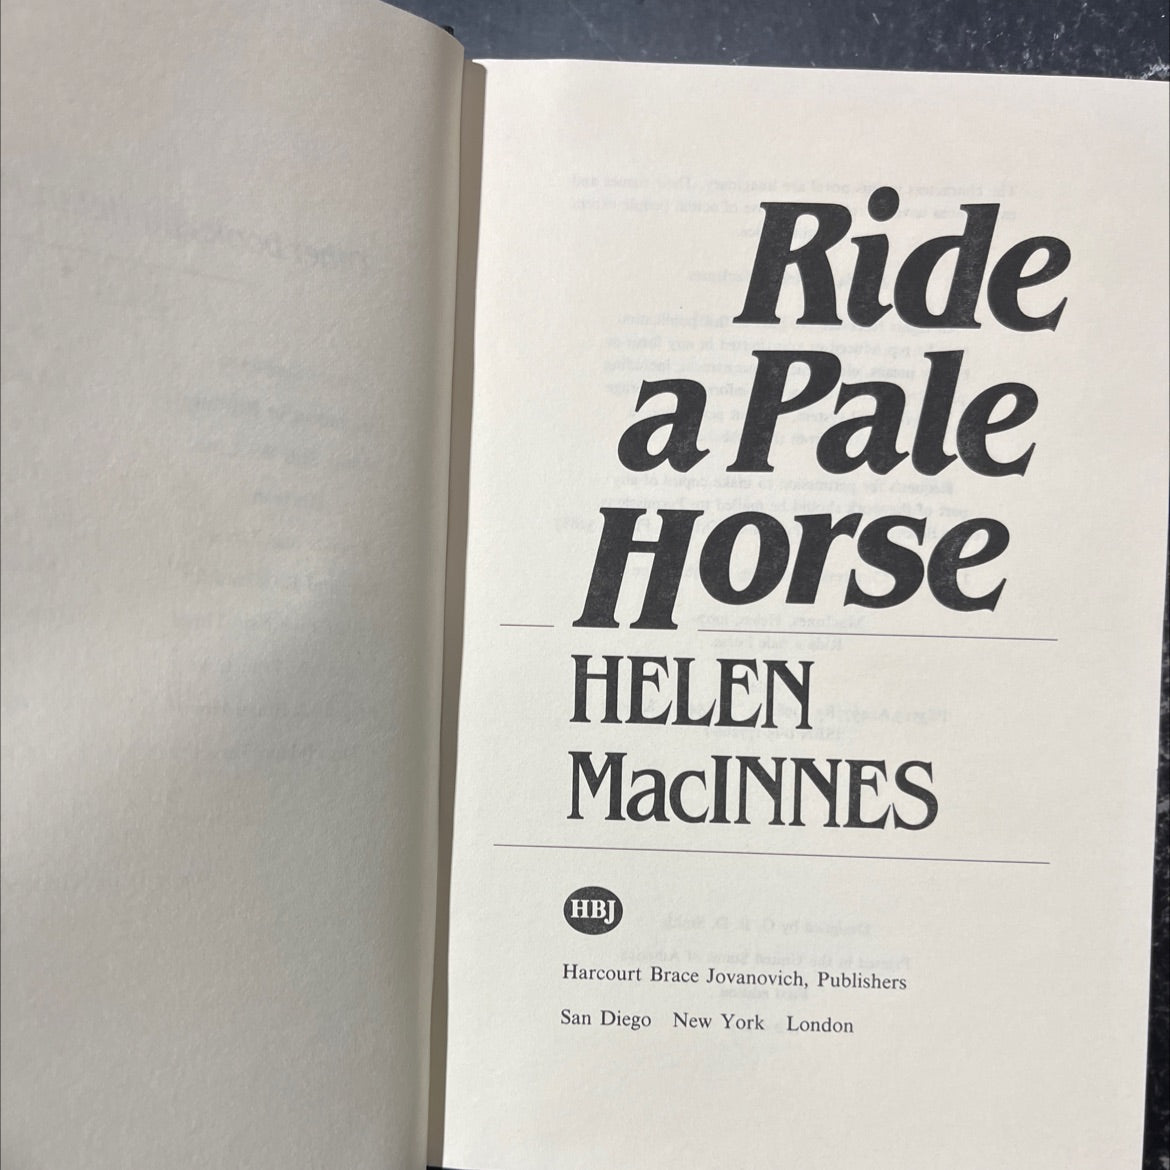 Ride
a Pale
Horse
HELEN
MacINNES
HBJ
Harcourt Brace Jovanovich, Publishers
San Diego New York London